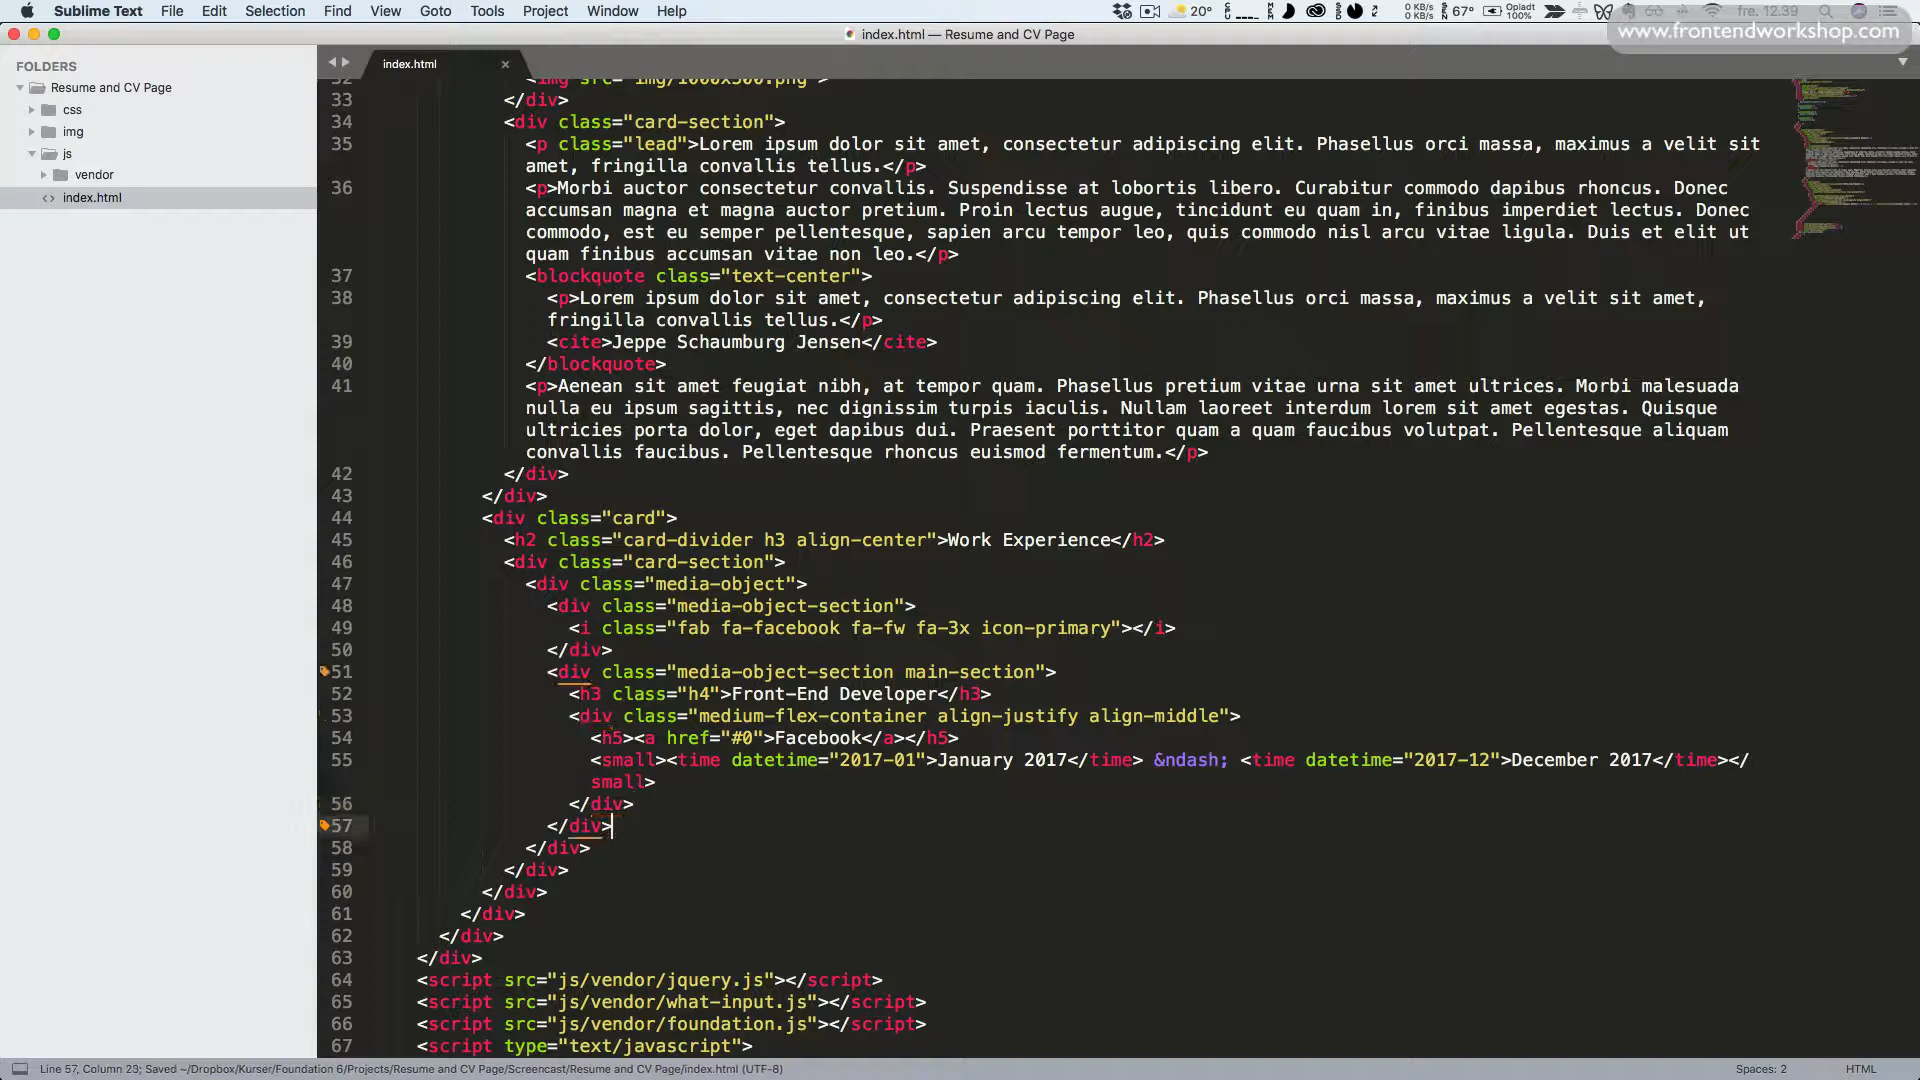 Sublime Text File Edit Selection Find View Goto Tools Project Window Help 20° 0 KB/s 0 KB/s 67° Opladt 100% fre. 12.39
www.frontendworkshop.com
index.html — Resume and CV Page
FOLDERS
Resume and CV Page
css
img
js
vendor
index.html
index.html
32 <img src="img/1000x300.png">
33 </div>
34 <div class="card-section">
35 <p class="lead">Lorem ipsum dolor sit amet, consectetur adipiscing elit. Phasellus orci massa, maximus a velit sit
amet, fringilla convallis tellus.</p>
36 <p>Morbi auctor consectetur convallis. Suspendisse at lobortis libero. Curabitur commodo dapibus rhoncus. Donec
accumsan magna et magna auctor pretium. Proin lectus augue, tincidunt eu quam in, finibus imperdiet lectus. Donec
commodo, est eu semper pellentesque, sapien arcu tempor leo, quis commodo nisl arcu vitae ligula. Duis et elit ut
quam finibus accumsan vitae non leo.</p>
37 <blockquote class="text-center">
38 <p>Lorem ipsum dolor sit amet, consectetur adipiscing elit. Phasellus orci massa, maximus a velit sit amet,
fringilla convallis tellus.</p>
39 <cite>Jeppe Schaumburg Jensen</cite>
40 </blockquote>
41 <p>Aenean sit amet feugiat nibh, at tempor quam. Phasellus pretium vitae urna sit amet ultrices. Morbi malesuada
nulla eu ipsum sagittis, nec dignissim turpis iaculis. Nullam laoreet interdum lorem sit amet egestas. Quisque
ultricies porta dolor, eget dapibus dui. Praesent porttitor quam a quam faucibus volutpat. Pellentesque aliquam
convallis faucibus. Pellentesque rhoncus euismod fermentum.</p>
42 </div>
43 </div>
44 <div class="card">
45 <h2 class="card-divider h3 align-center">Work Experience</h2>
46 <div class="card-section">
47 <div class="media-object">
48 <div class="media-object-section">
49 <i class="fab fa-facebook fa-fw fa-3x icon-primary"></i>
50 </div>
51 <div class="media-object-section main-section">
52 <h3 class="h4">Front-End Developer</h3>
53 <div class="medium-flex-container align-justify align-middle">
54 <h5><a href="#0">Facebook</a></h5>
55 <small><time datetime="2017-01">January 2017</time> &ndash; <time datetime="2017-12">December 2017</time></
small>
56 </div>
57 </div>
58 </div>
59 </div>
60 </div>
61 </div>
62 </div>
63 </div>
64 <script src="js/vendor/jquery.js"></script>
65 <script src="js/vendor/what-input.js"></script>
66 <script src="js/vendor/foundation.js"></script>
67 <script type="text/javascript">
Line 57, Column 23; Saved ~/Dropbox/Kurser/Foundation 6/Projects/Resume and CV Page/Screencast/Resume and CV Page/index.html (UTF-8) Spaces: 2 HTML